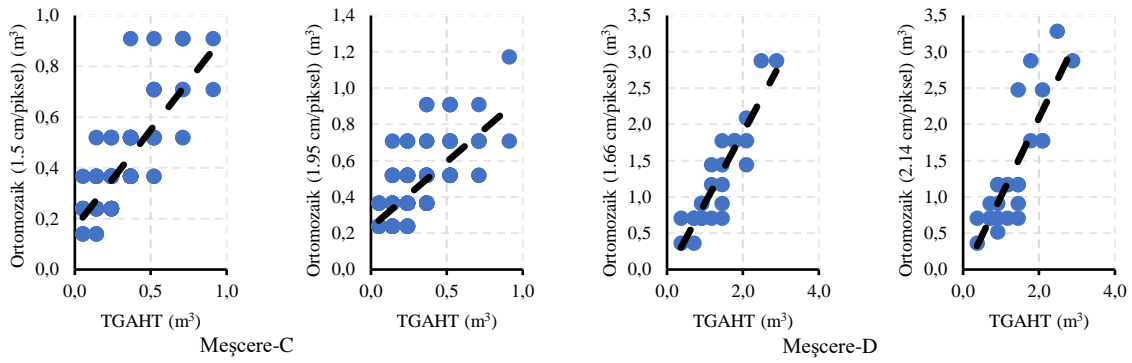 Ortomozaik (1.5 cm/piksel) (m³)
1,0
0,8
0,6
0,4
0,2
0,0
0,0 0,5 1,0
TGAHT (m³)
Ortomozaik (1.95 cm/piksel) (m³)
1,4
1,2
1,0
0,8
0,6
0,4
0,2
0,0
0,0 0,5 1,0
TGAHT (m³)
Meşcere-C
Ortomozaik (1.66 cm/piksel) (m³)
3,5
3,0
2,5
2,0
1,5
1,0
0,5
0,0
0,0 2,0 4,0
TGAHT (m³)
Ortomozaik (2.14 cm/piksel) (m³)
3,5
3,0
2,5
2,0
1,5
1,0
0,5
0,0
0,0 2,0 4,0
TGAHT (m³)
Meşcere-D